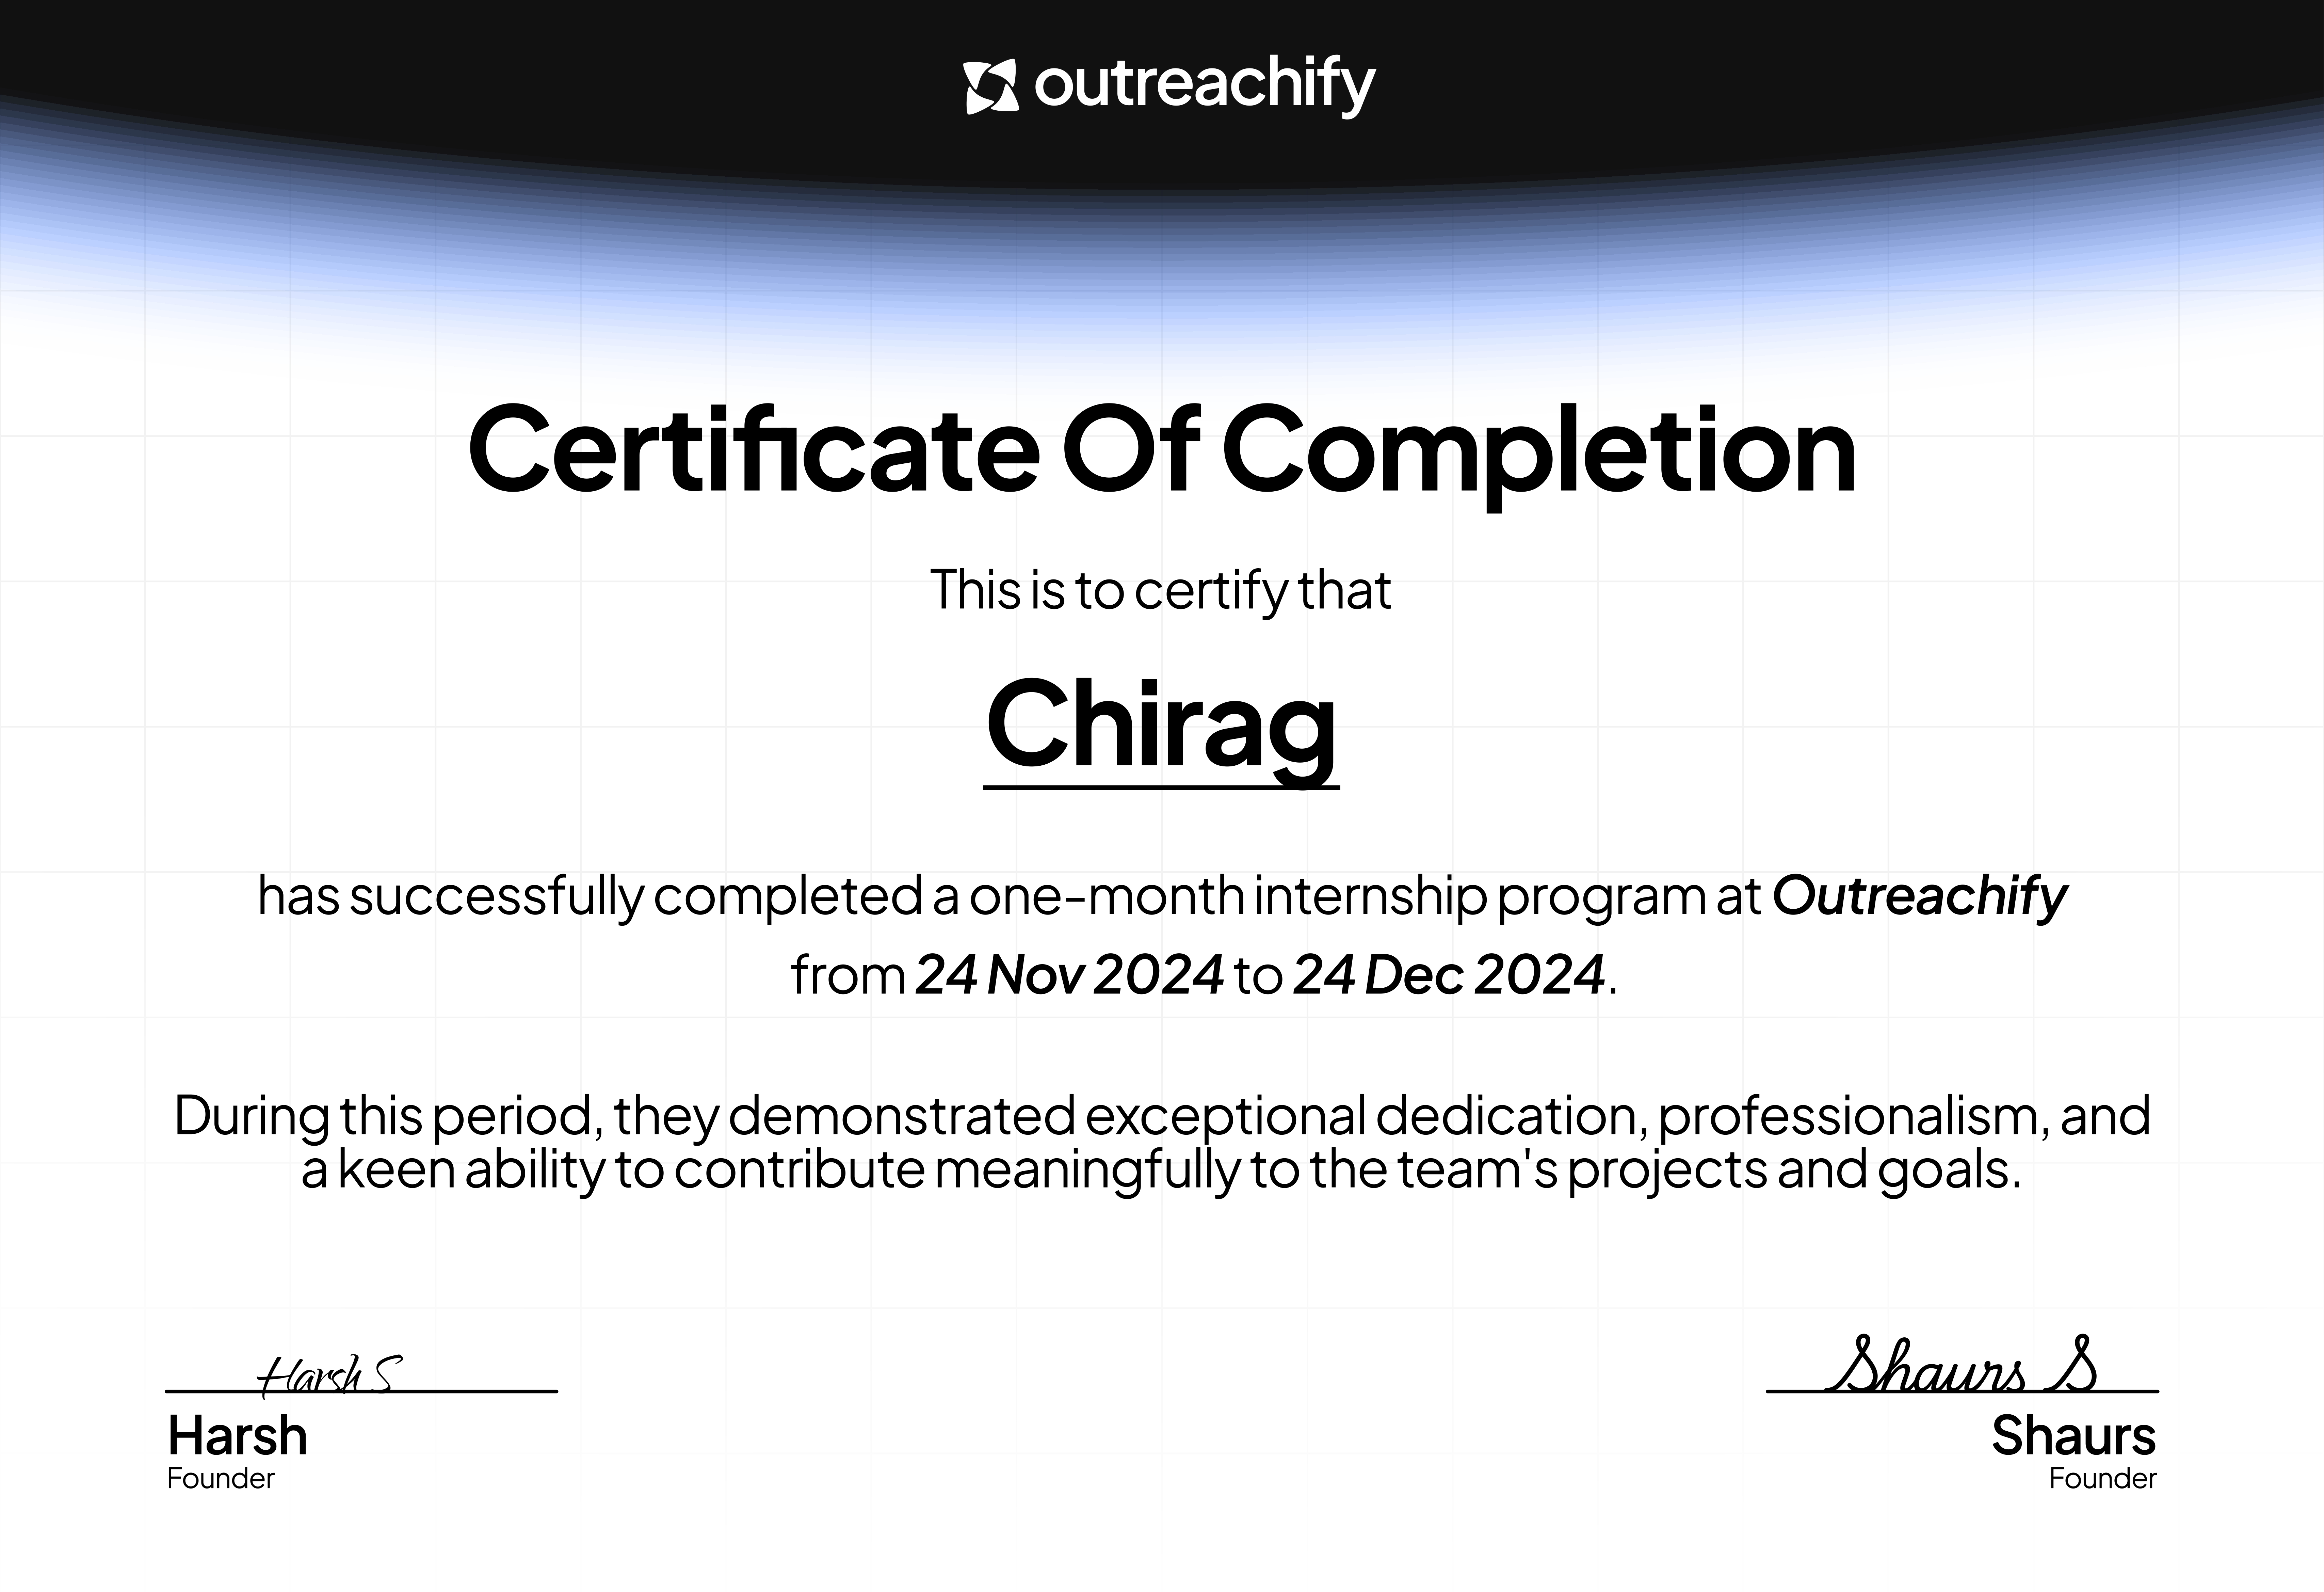 outreachify
Certificate Of Completion
This is to certify that
Chirag
has successfully completed a one-month internship program at Outreachify
from 24 Nov 2024 to 24 Dec 2024.
During this period, they demonstrated exceptional dedication, professionalism, and
a keen ability to contribute meaningfully to the team's projects and goals.
Harsh S
Shaurs S
Harsh
Shaurs
Founder
Founder